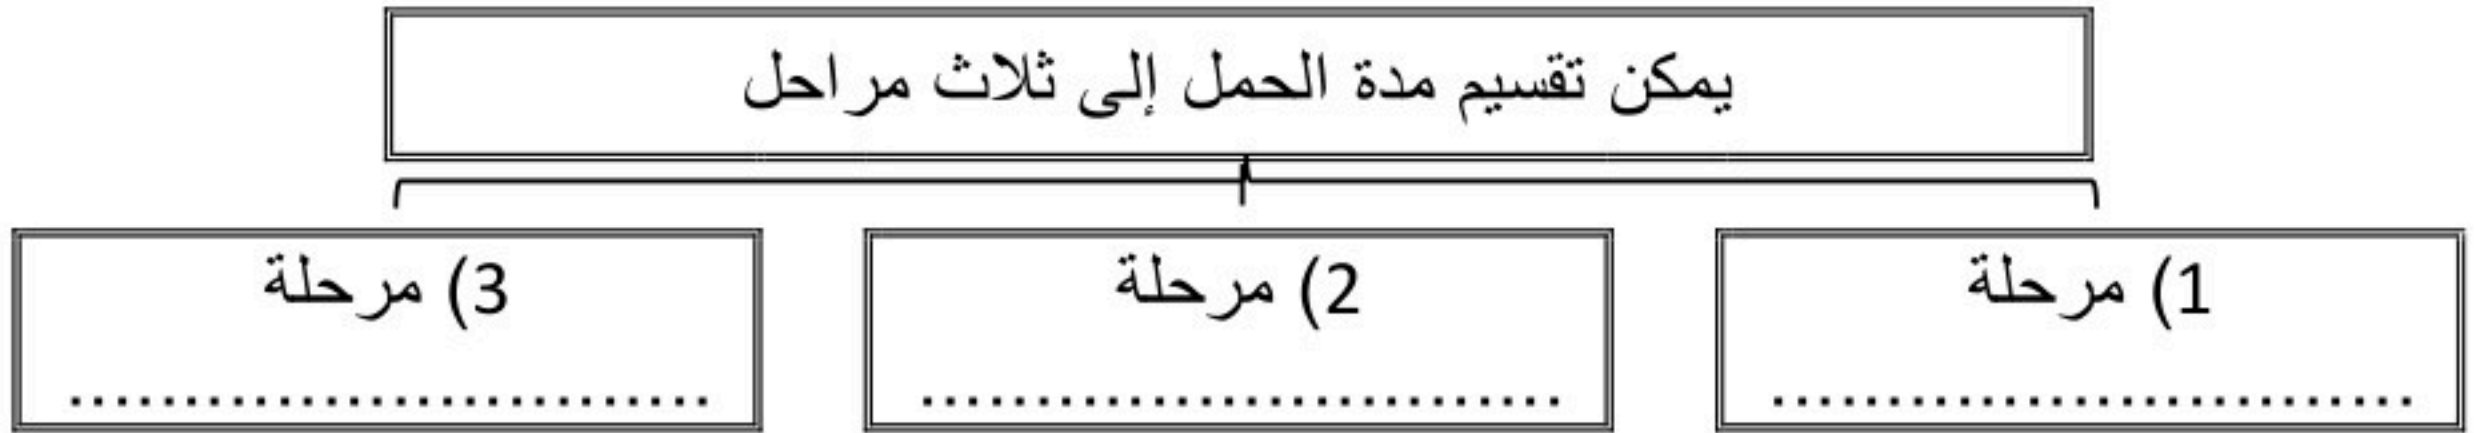 يمكن تقسيم مدة الحمل إلى ثلاث مراحل
1) مرحلة
............................
2) مرحلة
............................
3) مرحلة
............................